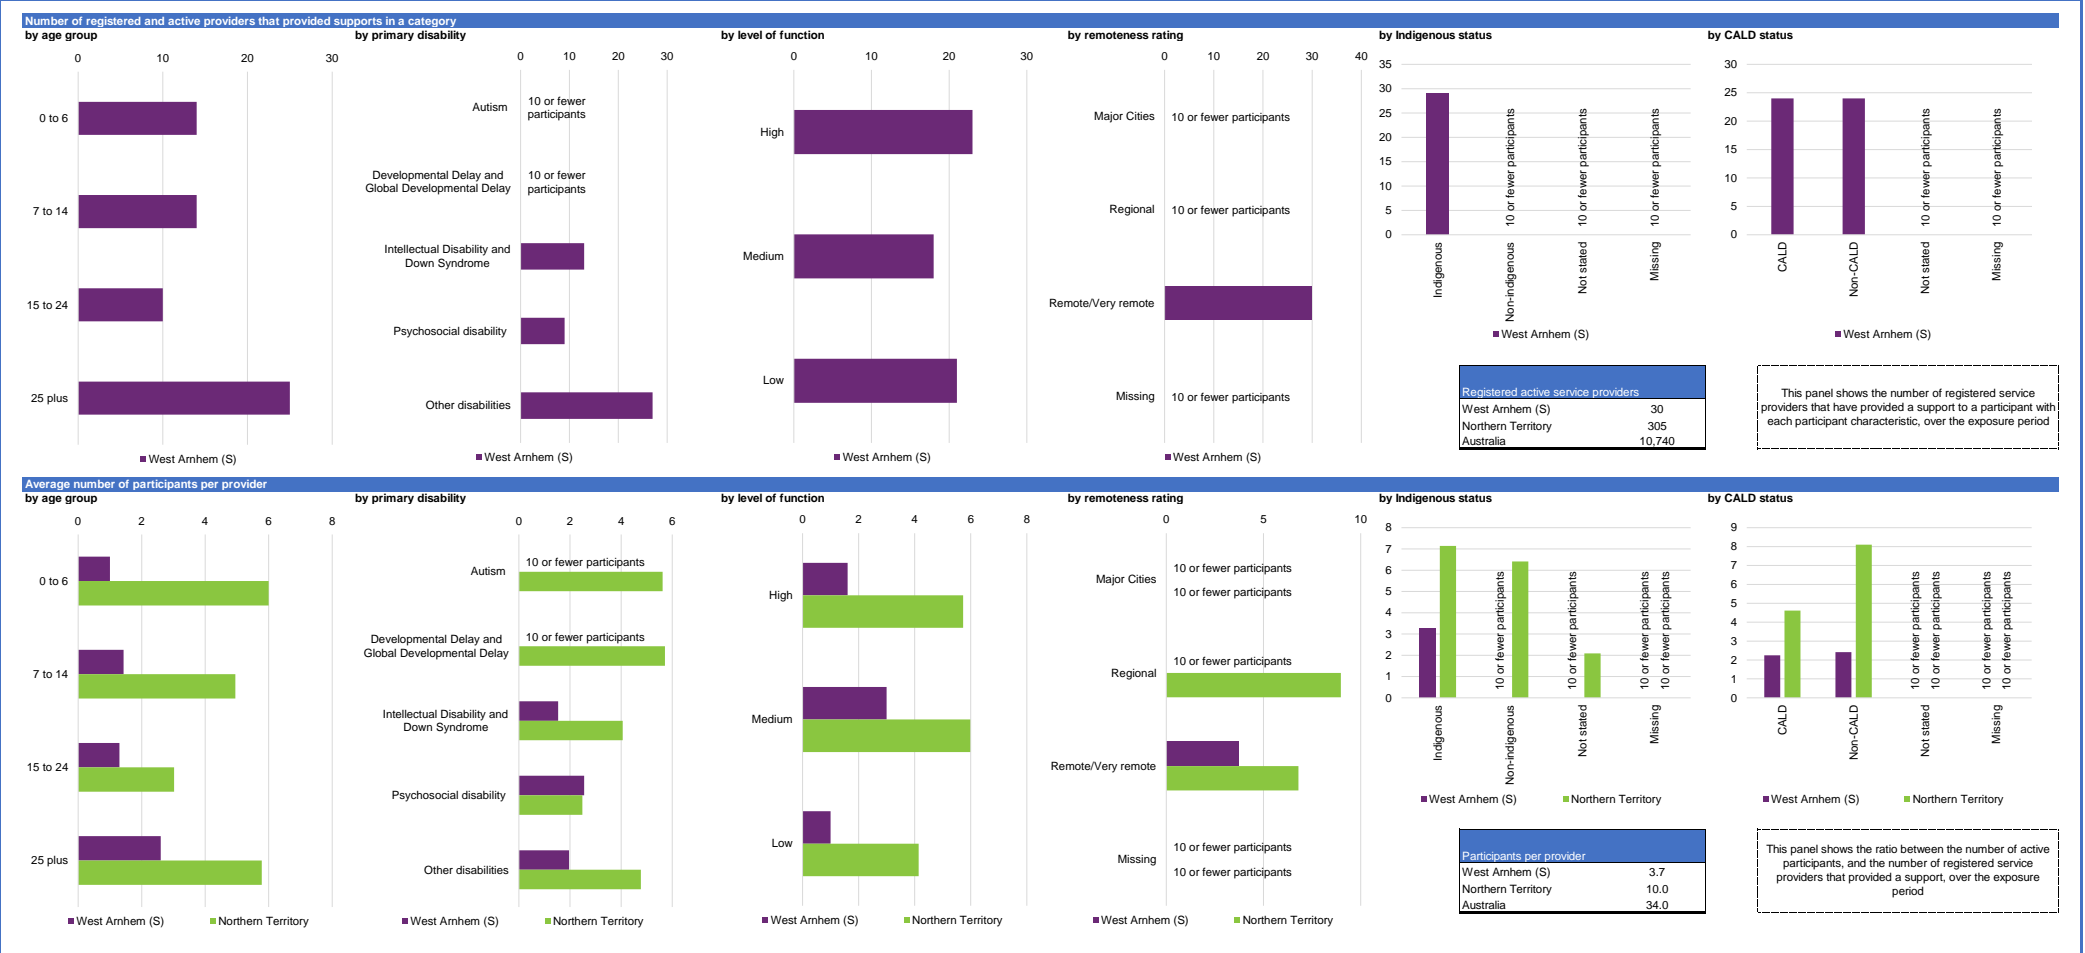 Number of registered and active providers that provided supports in a category
by age group
0 10 20 30
0 to 6
7 to 14
15 to 24
25 plus
West Arnhem (S)
by primary disability
0 10 20 30
Autism
10 or fewer
participants
Developmental Delay and
Global Developmental Delay
10 or fewer
participants
Intellectual Disability and
Down Syndrome
Psychosocial disability
Other disabilities
West Arnhem (S)
by level of function
0 10 20 30
High
Medium
Low
West Arnhem (S)
by remoteness rating
0 10 20 30 40
Major Cities 10 or fewer participants
Regional 10 or fewer participants
Remote/Very remote
Missing 10 or fewer participants
West Arnhem (S)
by Indigenous status
35
30
25
20
15
10
5
0
10 or fewer participants
10 or fewer participants
10 or fewer participants
Indigenous
Non-indigenous
Not stated
Missing
West Arnhem (S)
by CALD status
30
25
20
15
10
5
0
10 or fewer participants
10 or fewer participants
CALD
Non-CALD
Not stated
Missing
West Arnhem (S)
Registered active service providers
West Arnhem (S) 30
Northern Territory 305
Australia 10,740
This panel shows the number of registered service
providers that have provided a support to a participant with
each participant characteristic, over the exposure period
Average number of participants per provider
by age group
0 2 4 6 8
0 to 6
7 to 14
15 to 24
25 plus
West Arnhem (S) Northern Territory
by primary disability
0 2 4 6
Autism
10 or fewer participants
Developmental Delay and
Global Developmental Delay
10 or fewer participants
Intellectual Disability and
Down Syndrome
Psychosocial disability
Other disabilities
West Arnhem (S) Northern Territory
by level of function
0 2 4 6 8
High
Medium
Low
West Arnhem (S) Northern Territory
by remoteness rating
0 5 10
Major Cities
10 or fewer participants
10 or fewer participants
Regional
10 or fewer participants
Remote/Very remote
Missing
10 or fewer participants
10 or fewer participants
West Arnhem (S) Northern Territory
by Indigenous status
8
7
6
5
4
3
2
1
0
10 or fewer participants
10 or fewer participants
10 or fewer participants
10 or fewer participants
Indigenous
Non-indigenous
Not stated
Missing
West Arnhem (S) Northern Territory
by CALD status
9
8
7
6
5
4
3
2
1
0
10 or fewer participants
10 or fewer participants
10 or fewer participants
10 or fewer participants
CALD
Non-CALD
Not stated
Missing
West Arnhem (S) Northern Territory
Participants per provider
West Arnhem (S) 3.7
Northern Territory 10.0
Australia 34.0
This panel shows the ratio between the number of active
participants, and the number of registered service
providers that provided a support, over the exposure
period